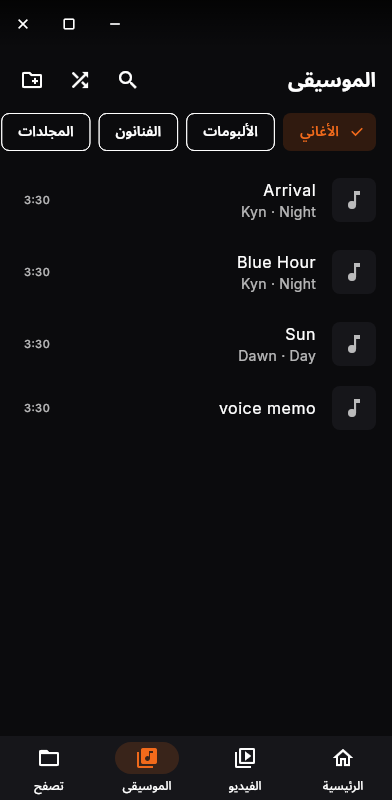 الموسيقى
الأغاني
الألبومات
الفنانون
المجلدات
Arrival
Kyn · Night
3:30
Blue Hour
Kyn · Night
3:30
Sun
Dawn · Day
3:30
voice memo
3:30
الرئيسية
الفيديو
الموسيقى
تصفح